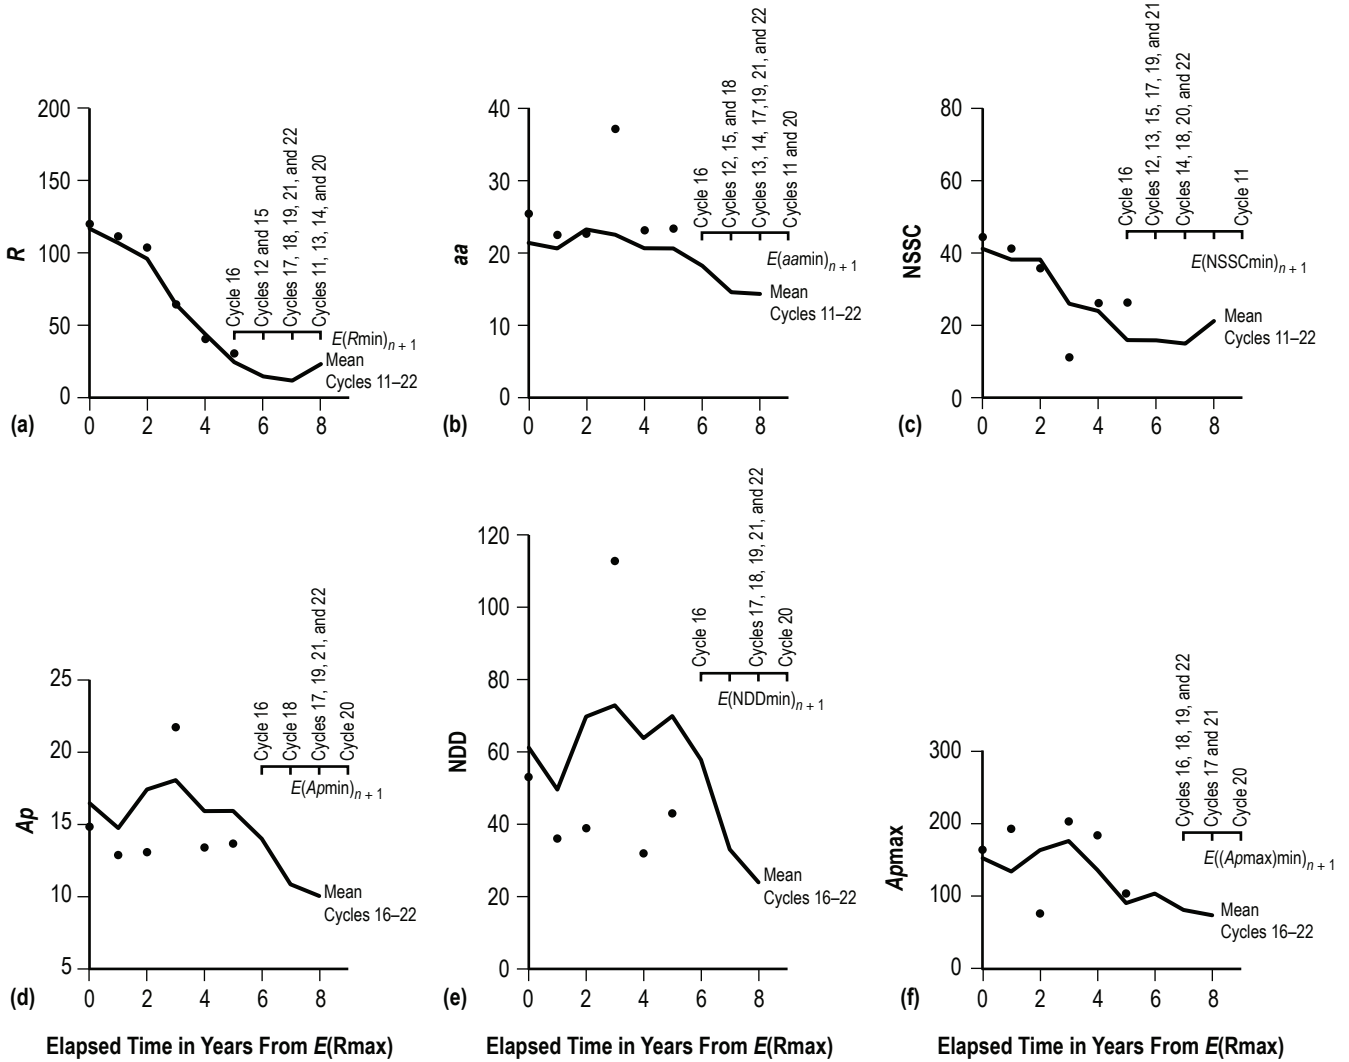 Cycle 16
Cycles 12 and 15
Cycles 17, 18, 19, 21, and 22
Cycles 11, 13, 14, and 20
200
150
100
50
0
R
E(Rmin)n + 1
Mean
Cycles 11–22
(a)
0 2 4 6 8
Cycle 16
Cycles 12, 15, and 18
Cycles 13, 14, 17,19, 21, and 22
Cycles 11 and 20
40
30
20
10
0
aa
E(aamin)n + 1
Mean
Cycles 11–22
(b)
0 2 4 6 8
Cycle 16
Cycles 12, 13, 15, 17, 19, and 21
Cycles 14, 18, 20, and 22
Cycle 11
80
60
40
20
0
NSSC
E(NSSCmin)n + 1
Mean
Cycles 11–22
(c)
0 2 4 6 8
Cycle 16
Cycle 18
Cycles 17, 19, 21, and 22
Cycle 20
25
20
15
10
5
Ap
E(Apmin)n + 1
Mean
Cycles 16–22
(d)
0 2 4 6 8
Elapsed Time in Years From E(Rmax)
Cycle 16
Cycles 17, 18, 19, 21, and 22
Cycle 20
120
100
80
60
40
20
0
NDD
E(NDDmin)n + 1
Mean
Cycles 16–22
(e)
0 2 4 6 8
Elapsed Time in Years From E(Rmax)
Cycles 16, 18, 19, and 22
Cycles 17 and 21
Cycle 20
300
200
100
0
Apmax
E((Apmax)min)n + 1
Mean
Cycles 16–22
(f)
0 2 4 6 8
Elapsed Time in Years From E(Rmax)